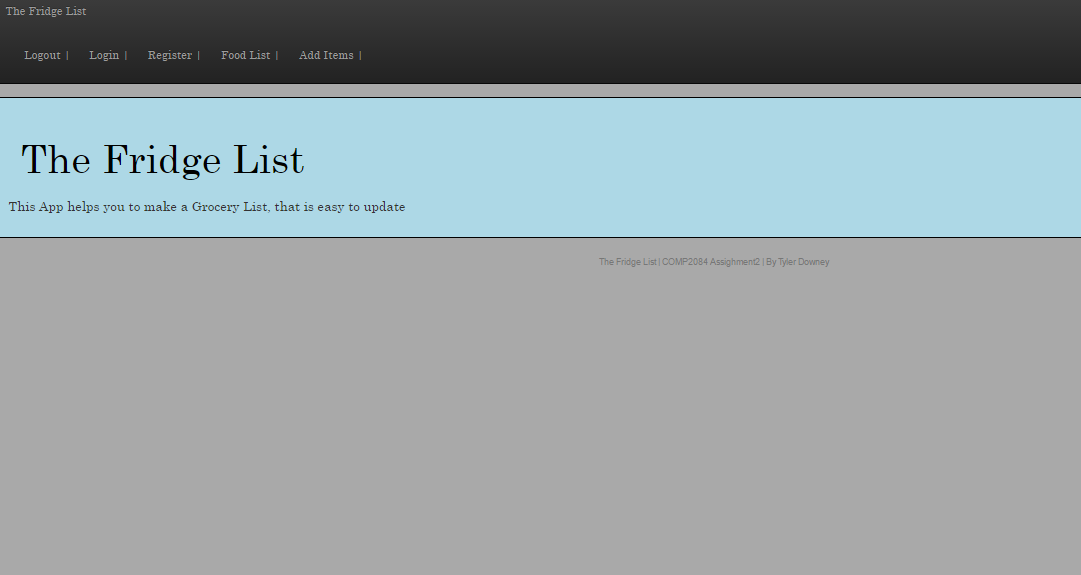 The Fridge List
Logout | Login | Register | Food List | Add Items |
The Fridge List
This App helps you to make a Grocery List, that is easy to update
The Fridge List | COMP2084 Assighment2 | By Tyler Downey